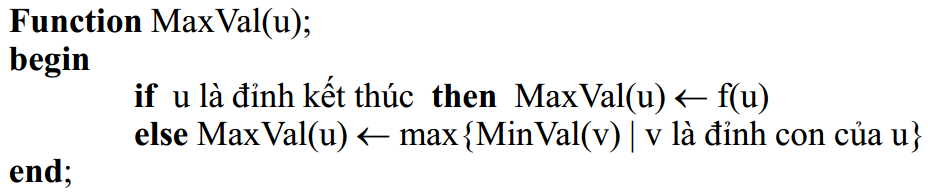 Function MaxVal(u);
begin
if u là đỉnh kết thúc then MaxVal(u) ← f(u)
else MaxVal(u) ← max{MinVal(v) | v là đỉnh con của u}
end;